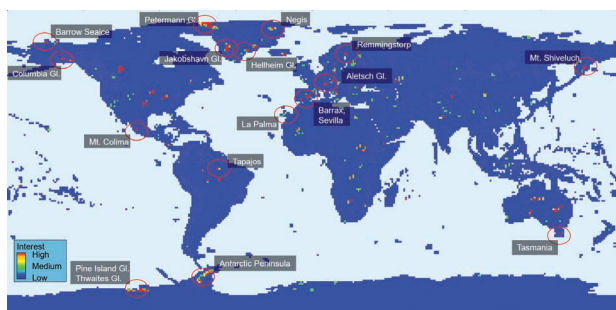 Petermann Gl.
Negis
Barrow Seaice
Remmingstorp
Jakobshavn Gl.
Hellheim Gl.
Mt. Shiveluch
Columbia Gl.
Aletsch Gl.
La Palma
Barrax,
Sevilla
Mt. Colima
Tapajos
Interest
High
Medium
Low
Tasmania
Pine Island Gl.
Thwaites Gl.
Antarctic Peninsula